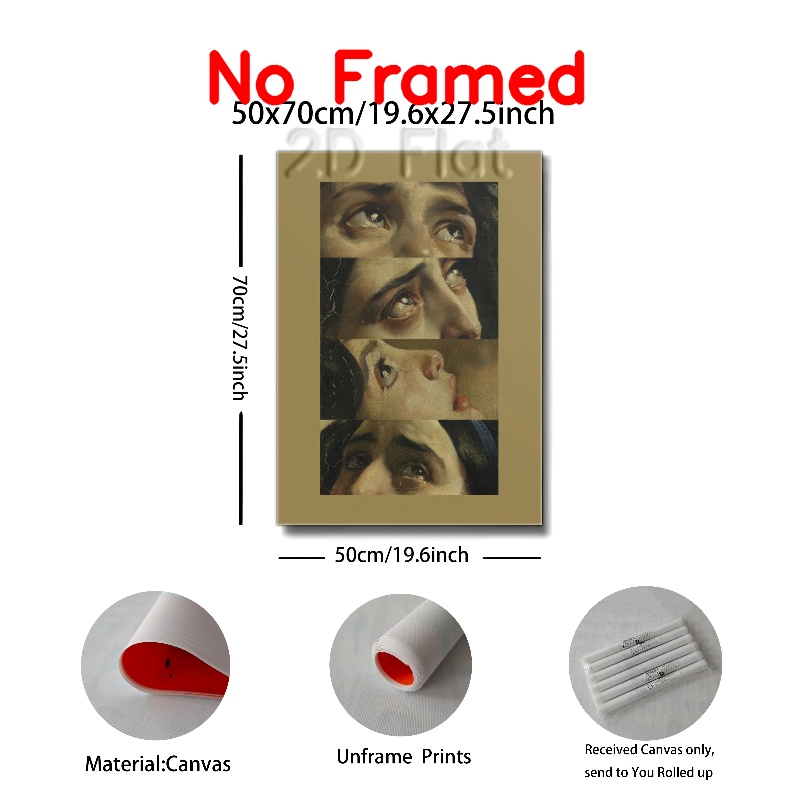 No Framed
50x70cm/19.6x27.5inch
2D Flat
70cm/27.5inch
50cm/19.6inch
Material:Canvas
Unframe Prints
Received Canvas only,
send to You Rolled up